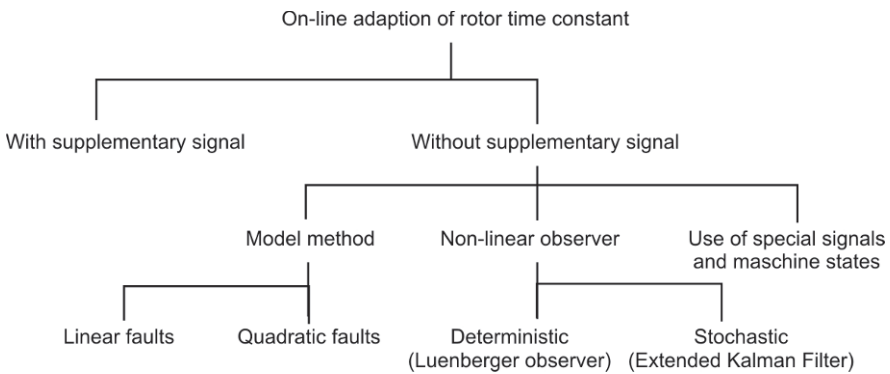 On-line adaption of rotor time constant
With supplementary signal
Without supplementary signal
Model method
Non-linear observer
Use of special signals
and maschine states
Linear faults
Quadratic faults
Deterministic
(Luenberger observer)
Stochastic
(Extended Kalman Filter)